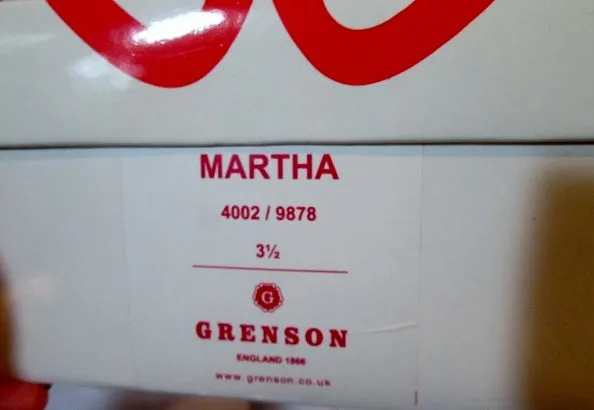 MARTHA
4002 / 9878
3½
G
GRENSON
ENGLAND 1866
www.grenson.co.uk